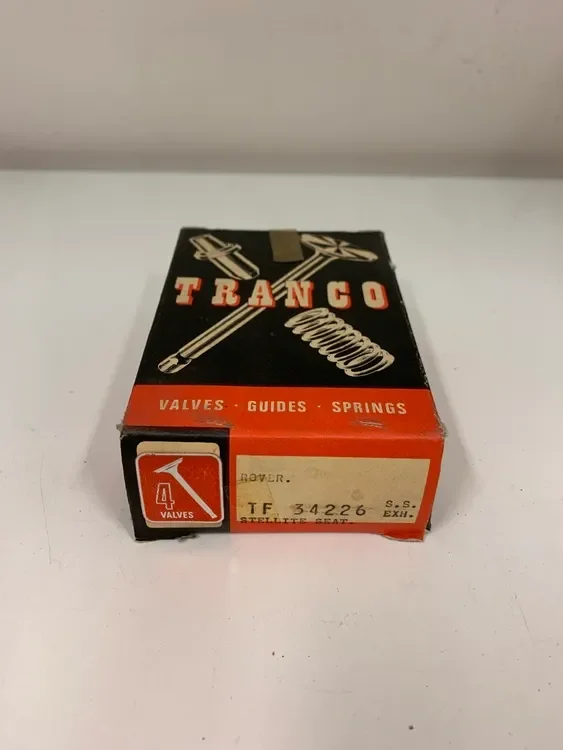 TRANCO
VALVES · GUIDES · SPRINGS
4
VALVES
ROVER.
TF 34226 S.S.
EXH.
STELLITE SEAT.